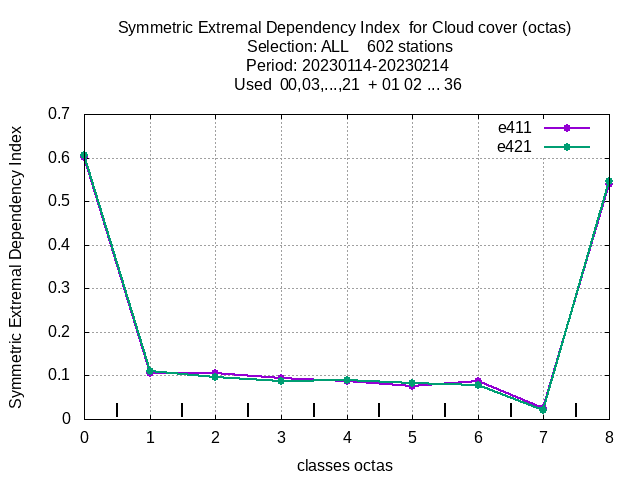 Symmetric Extremal Dependency Index  for Cloud cover (octas)
Selection: ALL    602 stations
Period: 20230114-20230214
Used  00,03,...,21  + 01 02 ... 36
Symmetric Extremal Dependency Index
0.7
0.6
0.5
0.4
0.3
0.2
0.1
0
e411
e421
0 1 2 3 4 5 6 7 8
classes octas